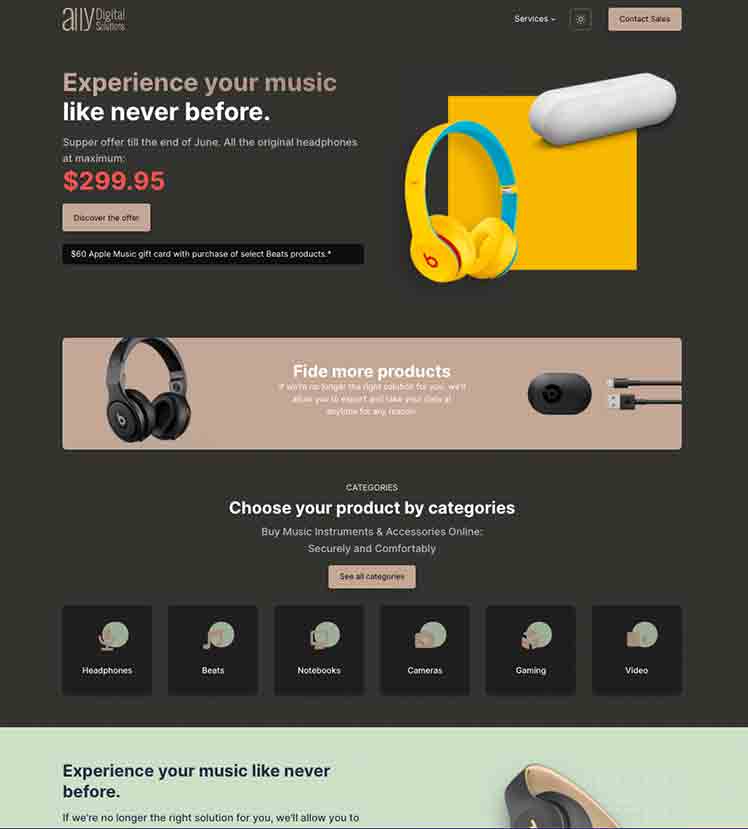 ally Digital
Solutions
Services
Contact Sales
Experience your music
like never before.
Supper offer till the end of June. All the original headphones
at maximum:
$299.95
Discover the offer
$60 Apple Music gift card with purchase of select Beats products.*
Fide more products
If we're no longer the right solution for you, we'll
allow you to export and take your data at
anytime for any reason
CATEGORIES
Choose your product by categories
Buy Music Instruments & Accessories Online:
Securely and Comfortably
See all categories
Headphones
Beats
Notebooks
Cameras
Gaming
Video
Experience your music like never
before.
If we're no longer the right solution for you, we'll allow you to